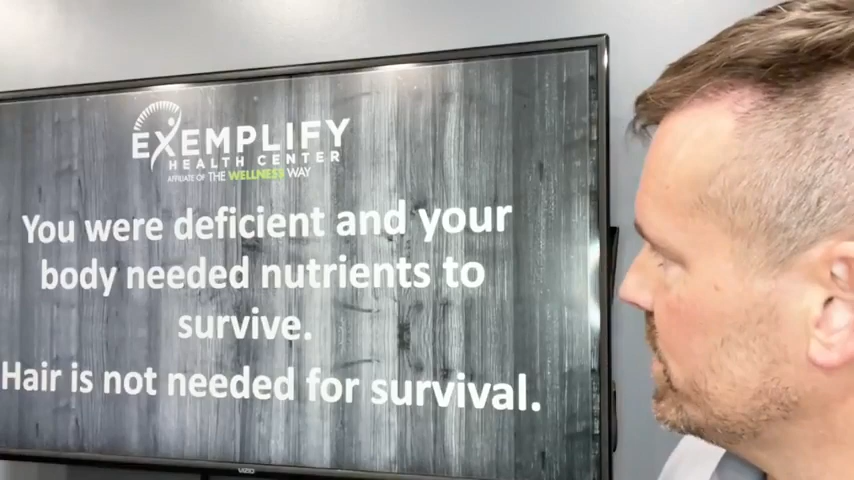 EXEMPLIFY
HEALTH CENTER
AFFILIATE OF THE WELLNESS WAY
You were deficient and your
body needed nutrients to
survive.
Hair is not needed for survival.
VIZIO